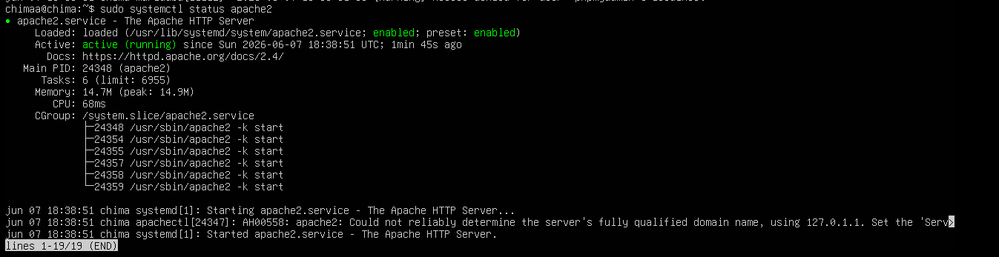 chimaa@chima:~$ sudo systemctl status apache2
● apache2.service - The Apache HTTP Server
     Loaded: loaded (/usr/lib/systemd/system/apache2.service; enabled; preset: enabled)
     Active: active (running) since Sun 2026-06-07 18:38:51 UTC; 1min 45s ago
       Docs: https://httpd.apache.org/docs/2.4/
   Main PID: 24348 (apache2)
      Tasks: 6 (limit: 6955)
     Memory: 14.7M (peak: 14.9M)
        CPU: 68ms
     CGroup: /system.slice/apache2.service
             ├─24348 /usr/sbin/apache2 -k start
             ├─24354 /usr/sbin/apache2 -k start
             ├─24355 /usr/sbin/apache2 -k start
             ├─24357 /usr/sbin/apache2 -k start
             ├─24358 /usr/sbin/apache2 -k start
             └─24359 /usr/sbin/apache2 -k start
jun 07 18:38:51 chima systemd[1]: Starting apache2.service - The Apache HTTP Server...
jun 07 18:38:51 chima apachectl[24347]: AH00558: apache2: Could not reliably determine the server's fully qualified domain name, using 127.0.1.1. Set the 'Serv>
jun 07 18:38:51 chima systemd[1]: Started apache2.service - The Apache HTTP Server.
lines 1-19/19 (END)